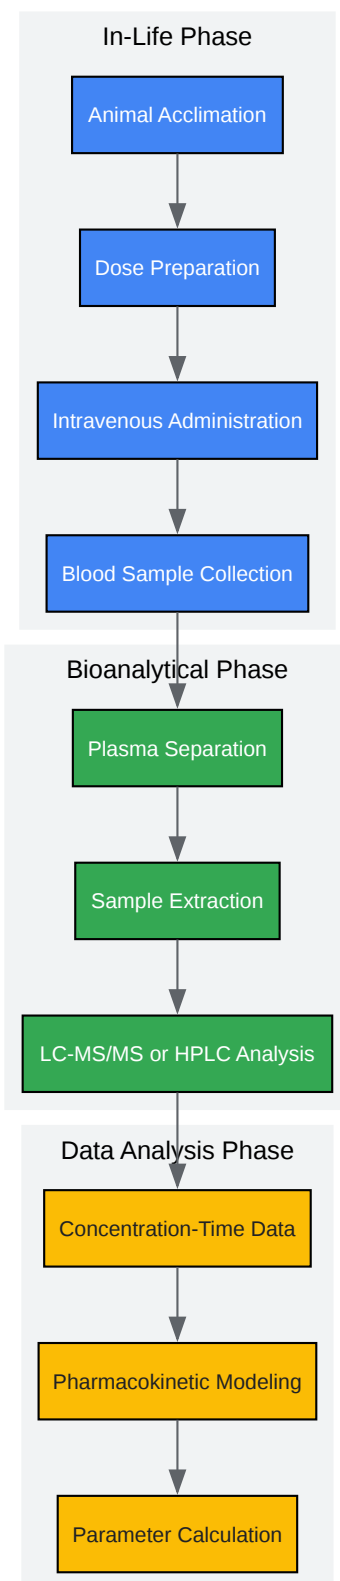 In-Life Phase
Animal Acclimation
Dose Preparation
Intravenous Administration
Blood Sample Collection
Bioanalytical Phase
Plasma Separation
Sample Extraction
LC-MS/MS or HPLC Analysis
Data Analysis Phase
Concentration-Time Data
Pharmacokinetic Modeling
Parameter Calculation